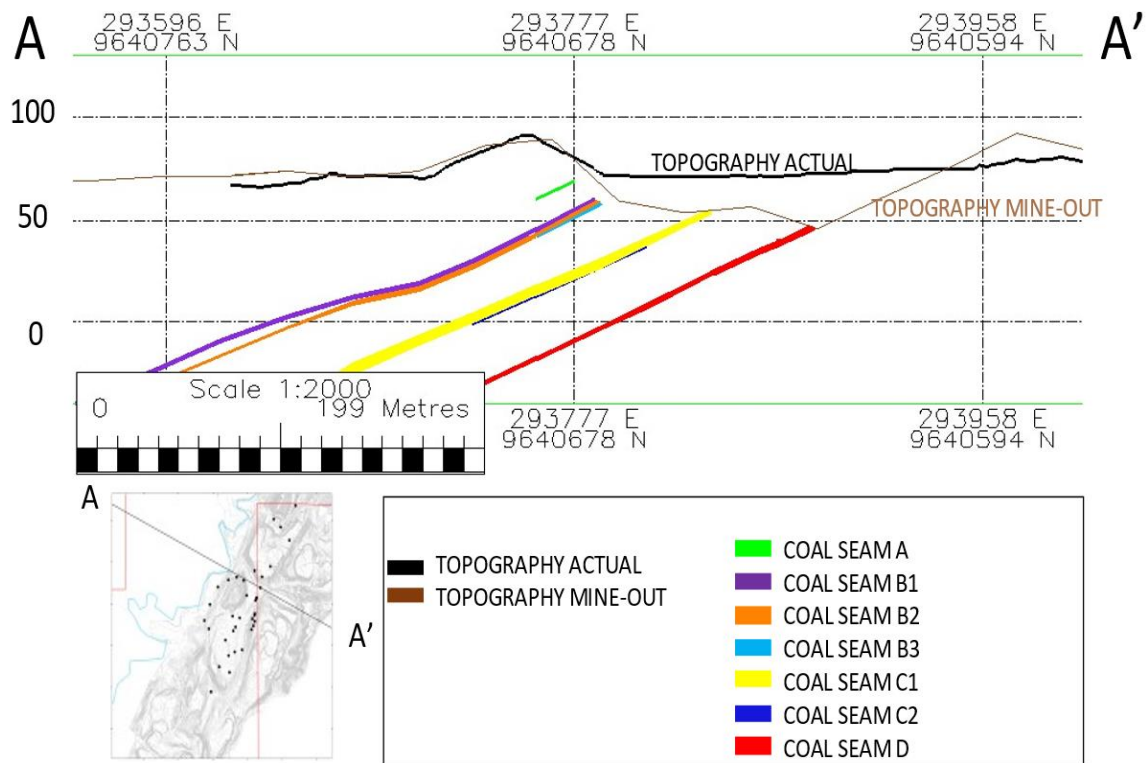 A
293596 E
9640763 N
293777 E
9640678 N
293958 E
9640594 N
A'
100
50
0
TOPOGRAPHY ACTUAL
TOPOGRAPHY MINE-OUT
Scale 1:2000
0 199 Metres
293777 E
9640678 N
293958 E
9640594 N
A
A'
TOPOGRAPHY ACTUAL
TOPOGRAPHY MINE-OUT
COAL SEAM A
COAL SEAM B1
COAL SEAM B2
COAL SEAM B3
COAL SEAM C1
COAL SEAM C2
COAL SEAM D